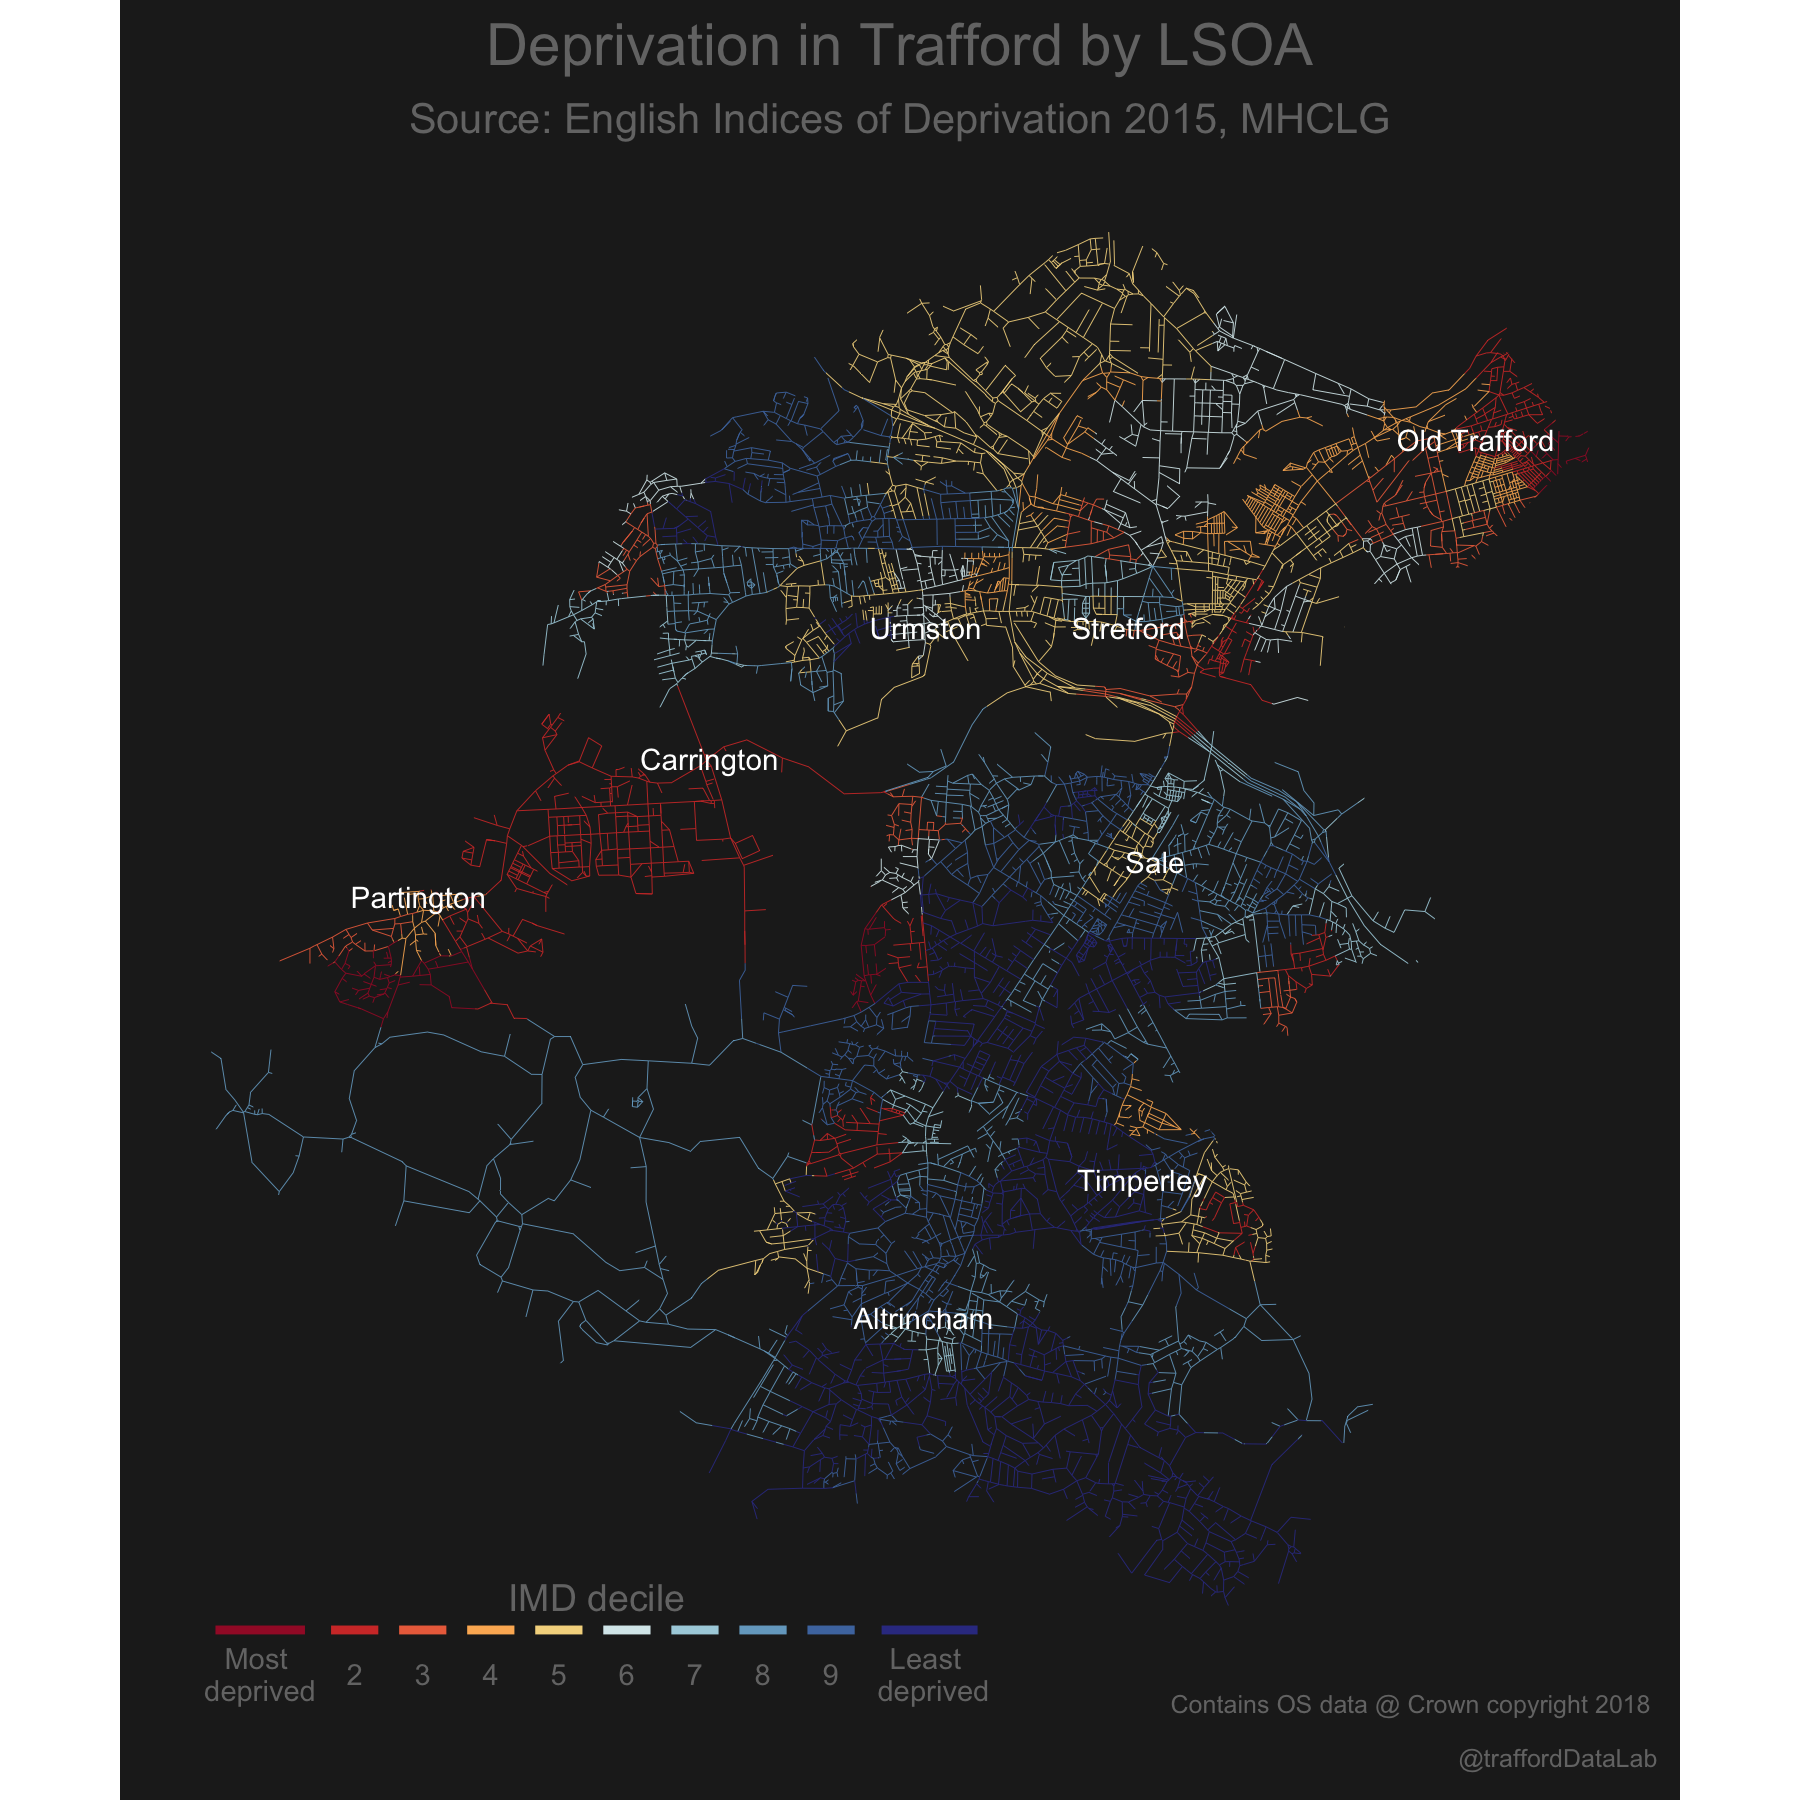 Deprivation in Trafford by LSOA
Source: English Indices of Deprivation 2015, MHCLG
Old Trafford
Urmston
Stretford
Carrington
Sale
Partington
Timperley
Altrincham
IMD decile
Most deprived
2
3
4
5
6
7
8
9
Least deprived
Contains OS data @ Crown copyright 2018
@traffordDataLab